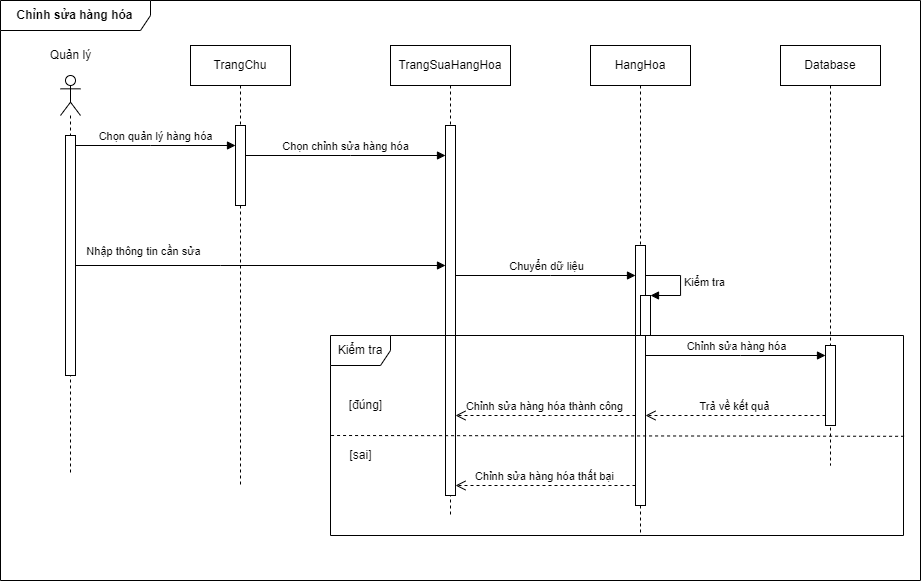 Chỉnh sửa hàng hóa
Quản lý
TrangChu
TrangSuaHangHoa
HangHoa
Database
Chọn quản lý hàng hóa
Chọn chỉnh sửa hàng hóa
Nhập thông tin cần sửa
Chuyển dữ liệu
Kiểm tra
Kiểm tra
Chỉnh sửa hàng hóa
[đúng]
Chỉnh sửa hàng hóa thành công
Trả về kết quả
[sai]
Chỉnh sửa hàng hóa thất bại